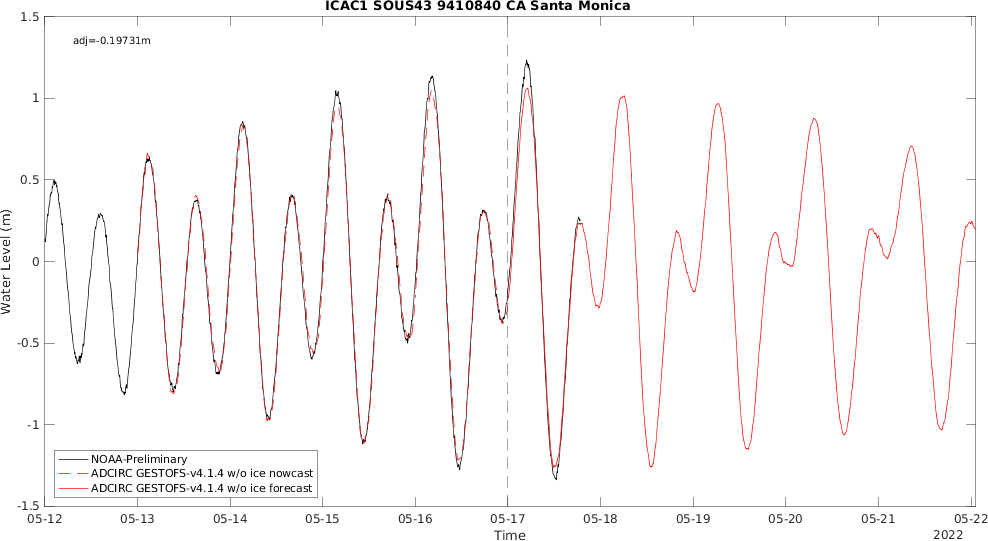 ICAC1 SOUS43 9410840 CA Santa Monica
adj=-0.19731m
Water Level (m)
1.5
1
0.5
0
-0.5
-1
-1.5
NOAA-Preliminary
ADCIRC GESTOFS-v4.1.4 w/o ice nowcast
ADCIRC GESTOFS-v4.1.4 w/o ice forecast
05-12 05-13 05-14 05-15 05-16 05-17 05-18 05-19 05-20 05-21 05-22
Time
2022